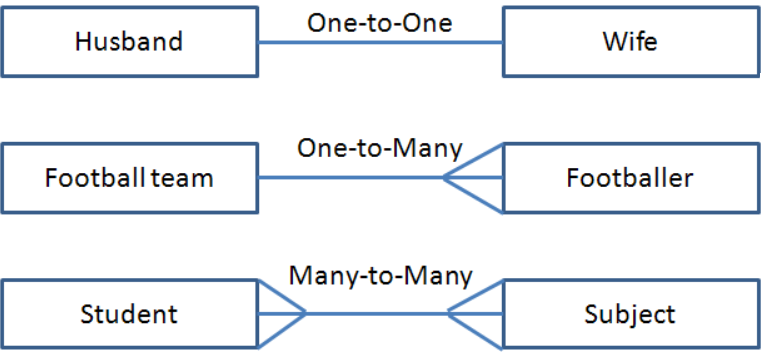 One-to-One
Husband
Wife
One-to-Many
Football team
Footballer
Many-to-Many
Student
Subject